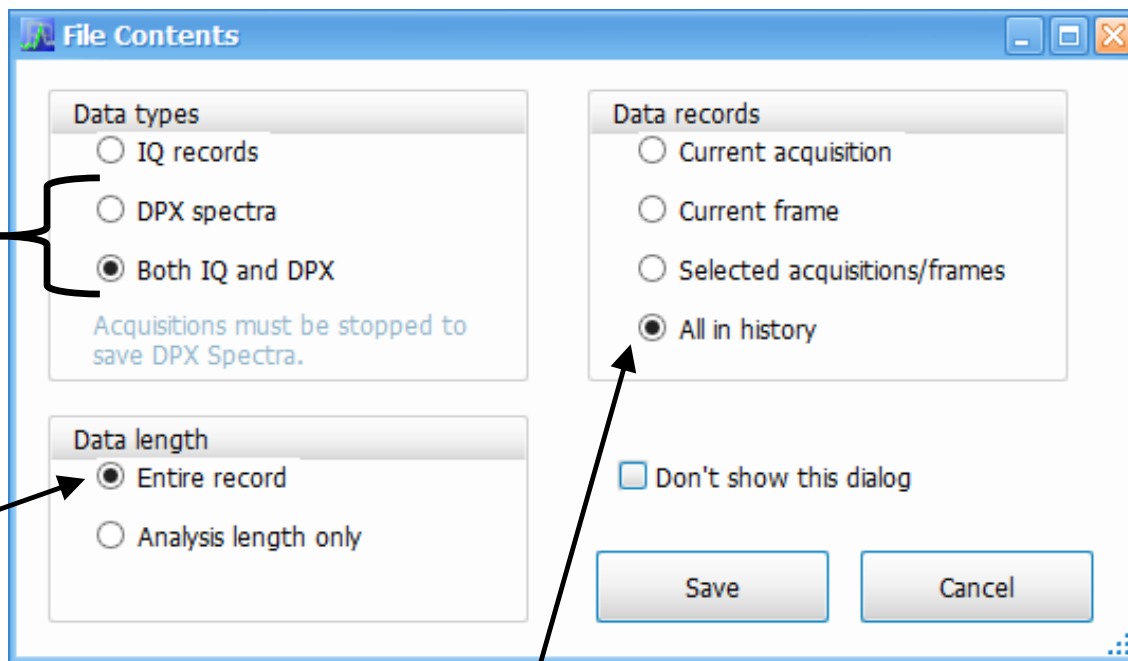 File Contents
Data types
IQ records
DPX spectra
Both IQ and DPX
Acquisitions must be stopped to
save DPX Spectra.
Data records
Current acquisition
Current frame
Selected acquisitions/frames
All in history
Data length
Entire record
Analysis length only
Don't show this dialog
Save
Cancel